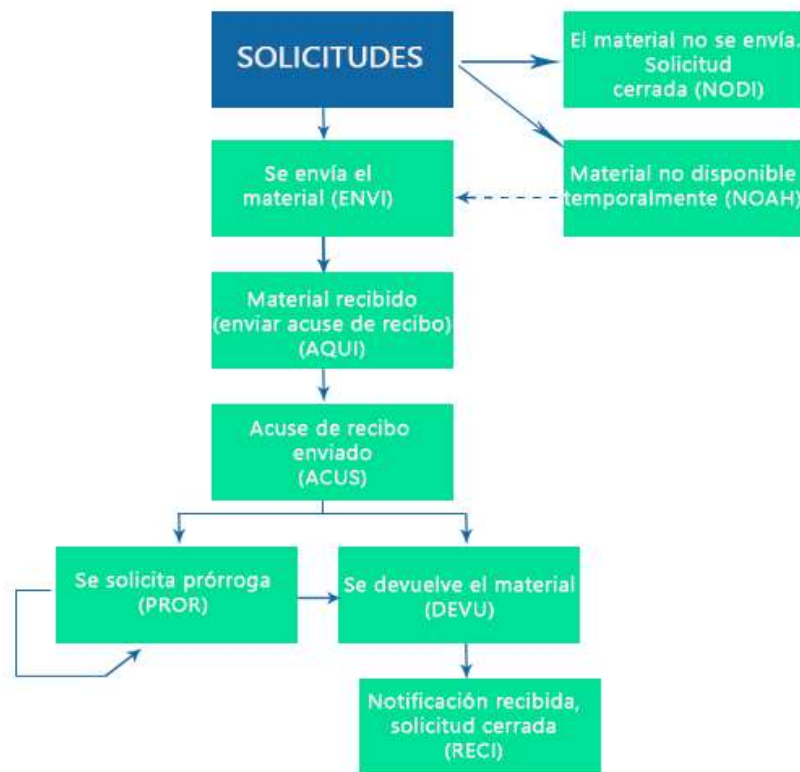 SOLICITUDES
El material no se envía.
Solicitud
cerrada (NODI)
Se envía el
material (ENVI)
Material no disponible
temporalmente (NOAH)
Material recibido
(enviar acuse de recibo)
(AQUI)
Acuse de recibo
enviado
(ACUS)
Se solicita prórroga
(PROR)
Se devuelve el material
(DEVU)
Notificación recibida,
solicitud cerrada
(RECI)